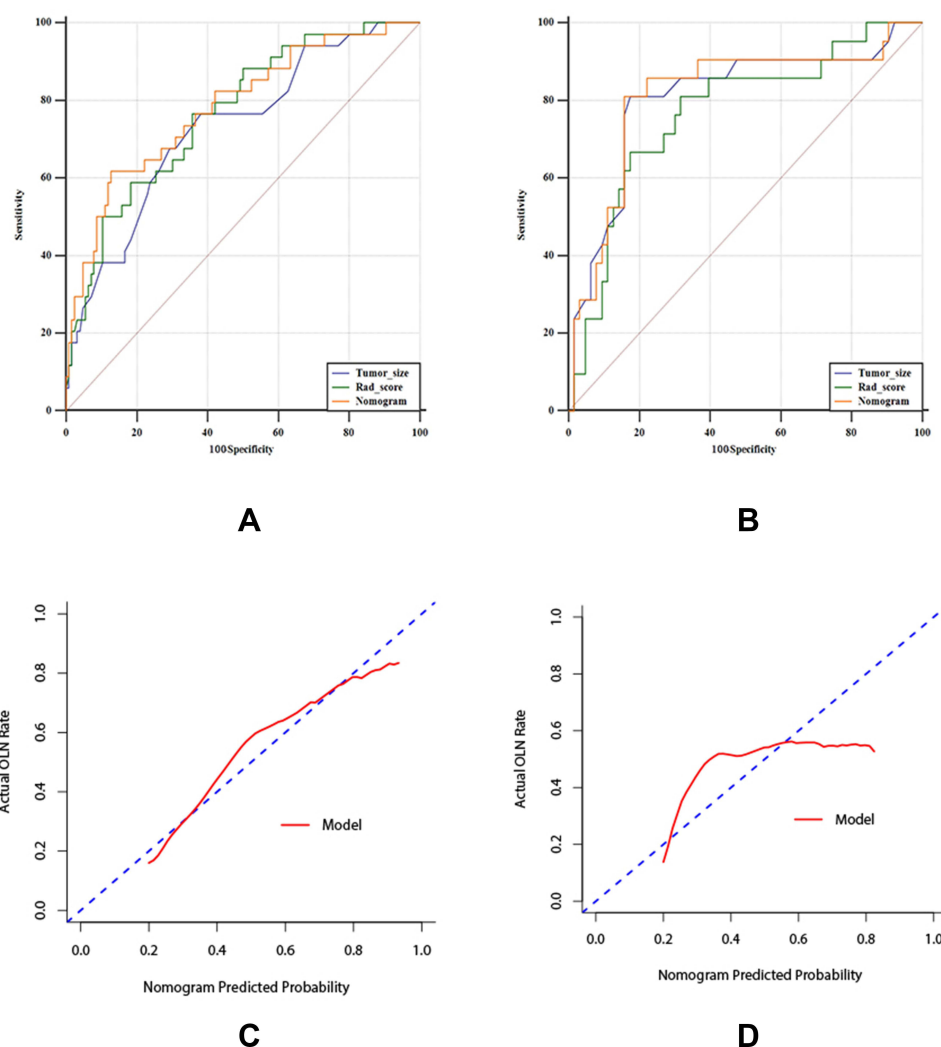 100
80
60
40
20
0
Sensitivity
0 20 40 60 80 100
100Specificity
Tumor_size
Rad_score
Nomogram
A
100
80
60
40
20
0
Sensitivity
0 20 40 60 80 100
100Specificity
Tumor_size
Rad_score
Nomogram
B
1.0
0.8
0.6
0.4
0.2
0.0
Actual OLN Rate
Model
0.0 0.2 0.4 0.6 0.8 1.0
Nomogram Predicted Probability
C
1.0
0.8
0.6
0.4
0.2
0.0
Actual OLN Rate
Model
0.0 0.2 0.4 0.6 0.8 1.0
Nomogram Predicted Probability
D